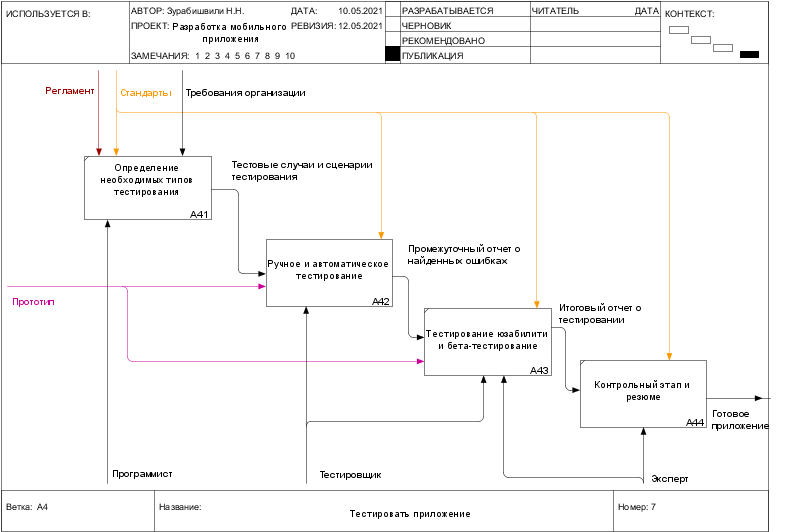 ИСПОЛЬЗУЕТСЯ В:
АВТОР: Зурабишвили Н.Н.
ДАТА: 10.05.2021
ПРОЕКТ: Разработка мобильного
приложения
РЕВИЗИЯ: 12.05.2021
ЗАМЕЧАНИЯ: 1 2 3 4 5 6 7 8 9 10
РАЗРАБАТЫВАЕТСЯ
ЧЕРНОВИК
РЕКОМЕНДОВАНО
ПУБЛИКАЦИЯ
ЧИТАТЕЛЬ
ДАТА
КОНТЕКСТ:
Регламент
Стандарты
Требования организации
Определение
необходимых типов
тестирования
A41
Тестовые случаи и сценарии
тестирования
Ручное и автоматическое
тестирование
A42
Промежуточный отчет о
найденных ошибках
Прототип
Тестирование юзабилити
и бета-тестирование
A43
Итоговый отчет о
тестировании
Контрольный этап и
резюме
A44
Готовое
приложение
Программист
Тестировщик
Эксперт
Ветка: A4
Название:
Тестировать приложение
Номер: 7